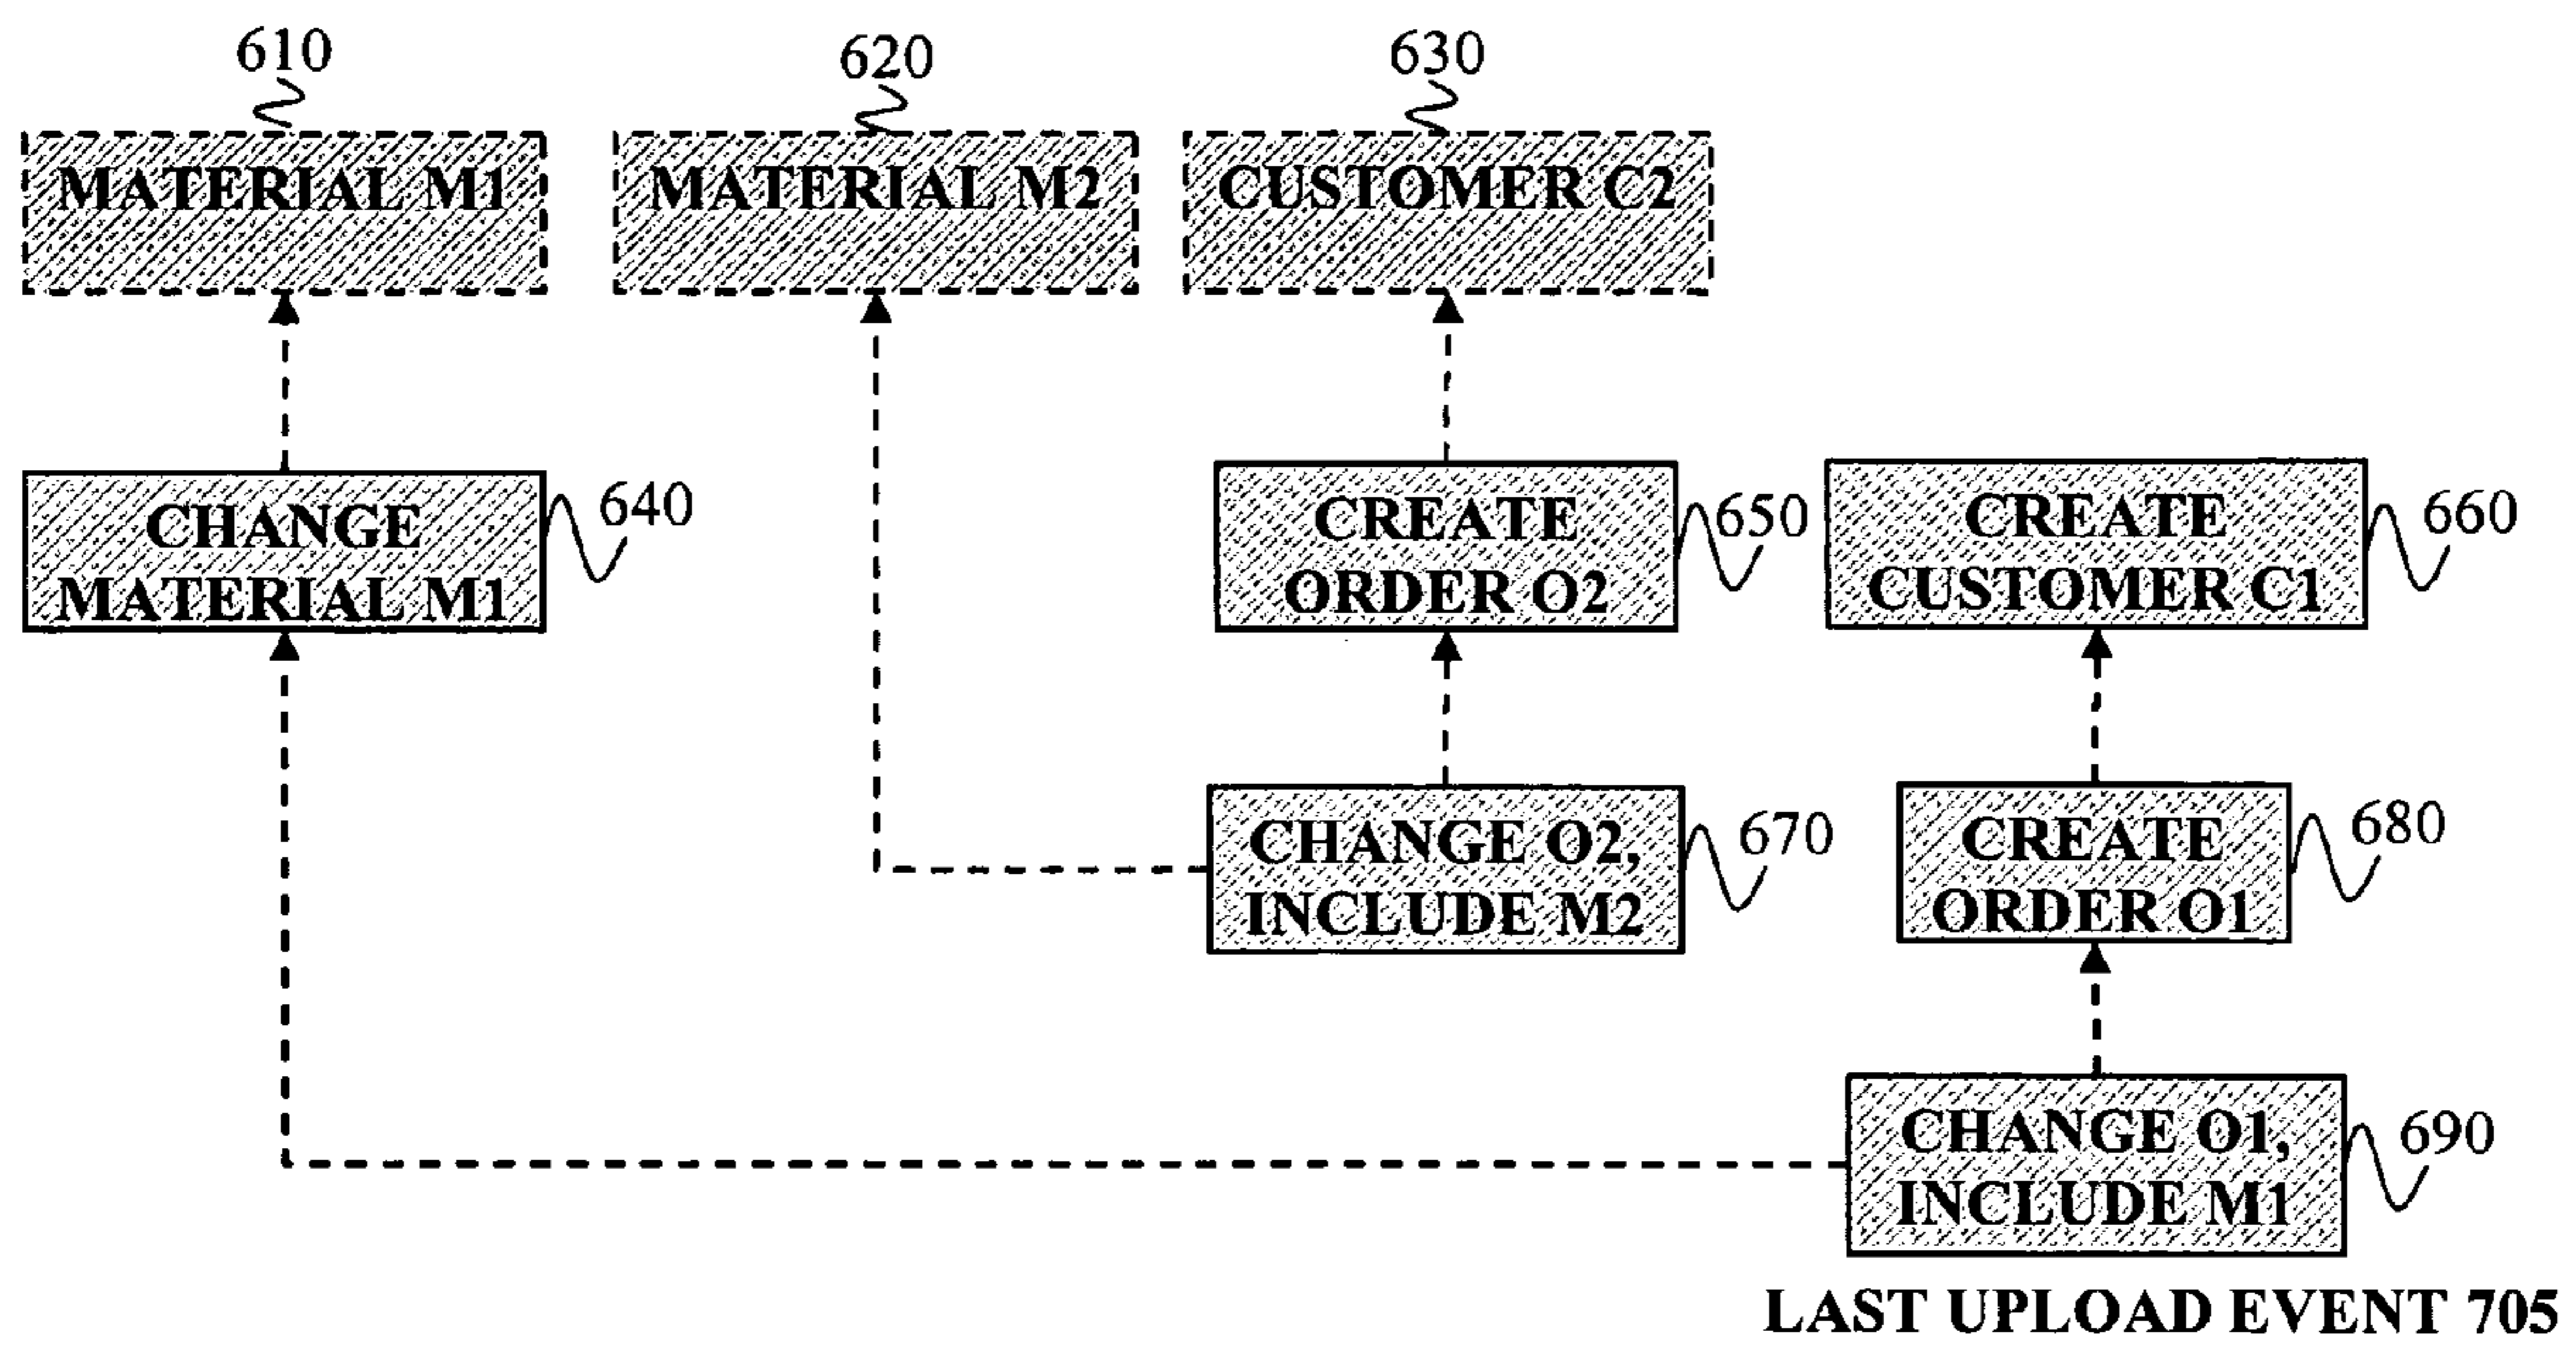 610
620
630
MATERIAL M1
MATERIAL M2
CUSTOMER C2
CHANGE
MATERIAL M1
640
CREATE
ORDER O2
650
CREATE
CUSTOMER C1
660
CHANGE O2,
INCLUDE M2
670
CREATE
ORDER O1
680
CHANGE O1,
INCLUDE M1
690
LAST UPLOAD EVENT 705